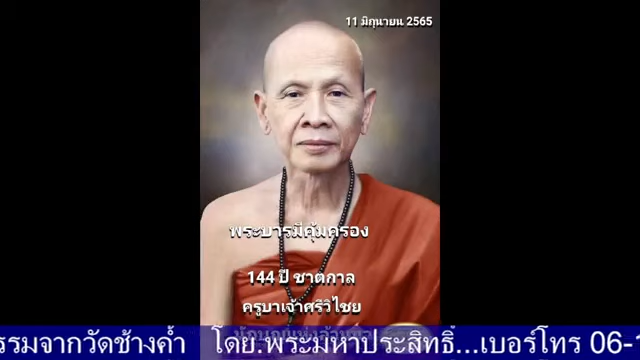 11 มิถุนายน 2565
พระบารมีคุ้มครอง
144 ปี ชาตกาล
ครูบาเจ้าศรีวิไชย
รรมจากวัดช้างค้ำ โดย.พระมหาประสิทธิ์...เบอร์โทร 06-